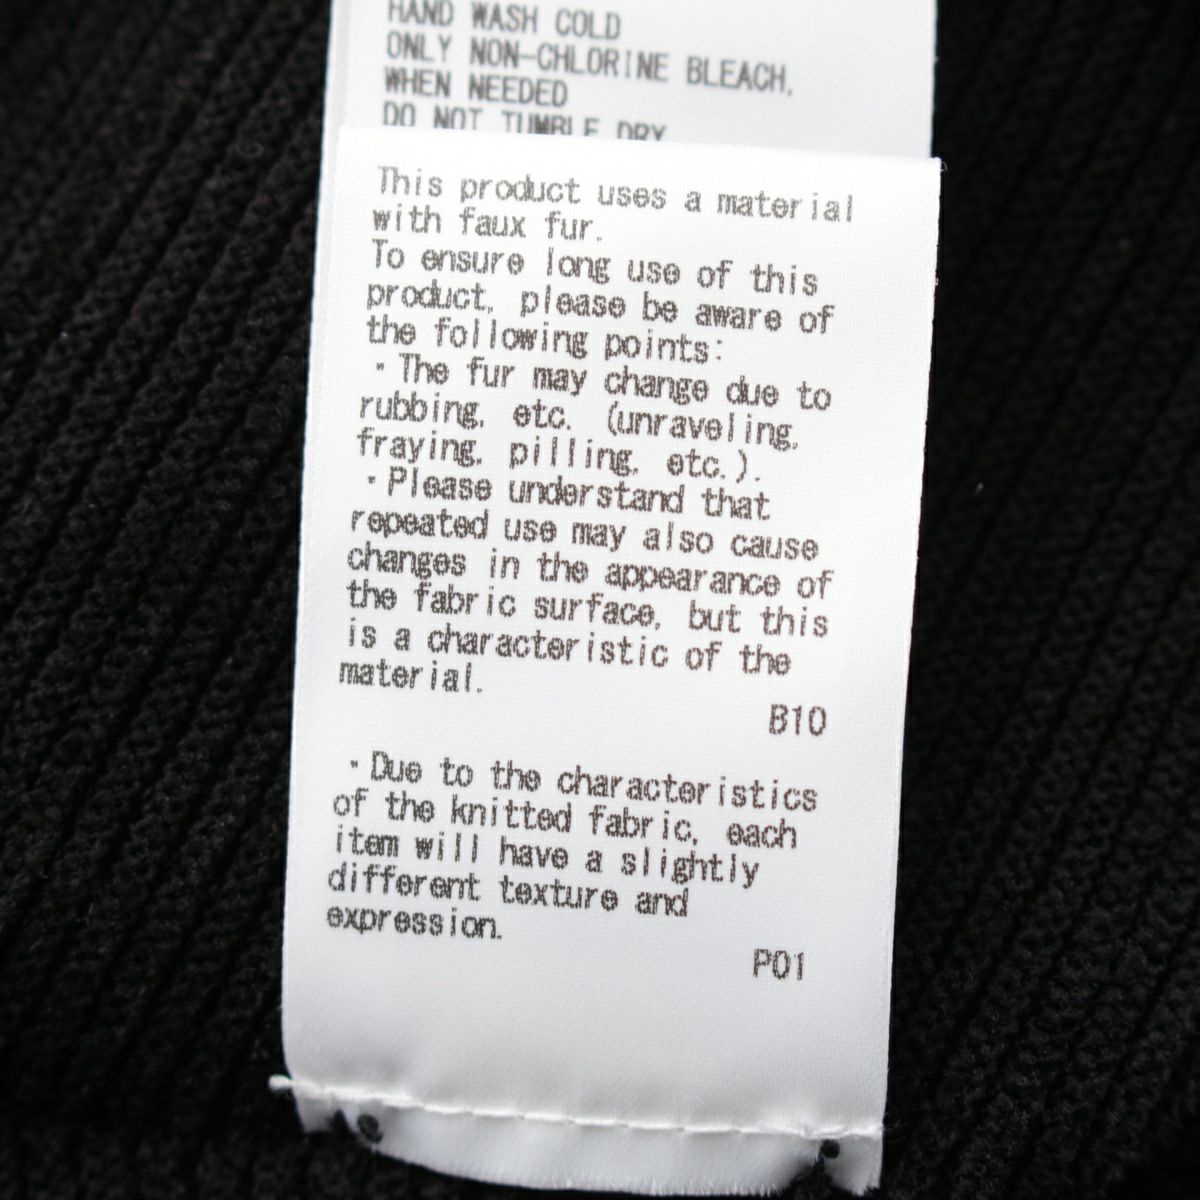 HAND WASH COLD
ONLY NON-CHLORINE BLEACH,
WHEN NEEDED
DO NOT TUMBLE DRY
This product uses a material
with faux fur.
To ensure long use of this
product, please be aware of
the following points:
・The fur may change due to
rubbing, etc. (unraveling,
fraying, pilling, etc.).
・Please understand that
repeated use may also cause
changes in the appearance of
the fabric surface, but this
is a characteristic of the
material.
B10
・Due to the characteristics
of the knitted fabric, each
item will have a slightly
different texture and
expression.
P01